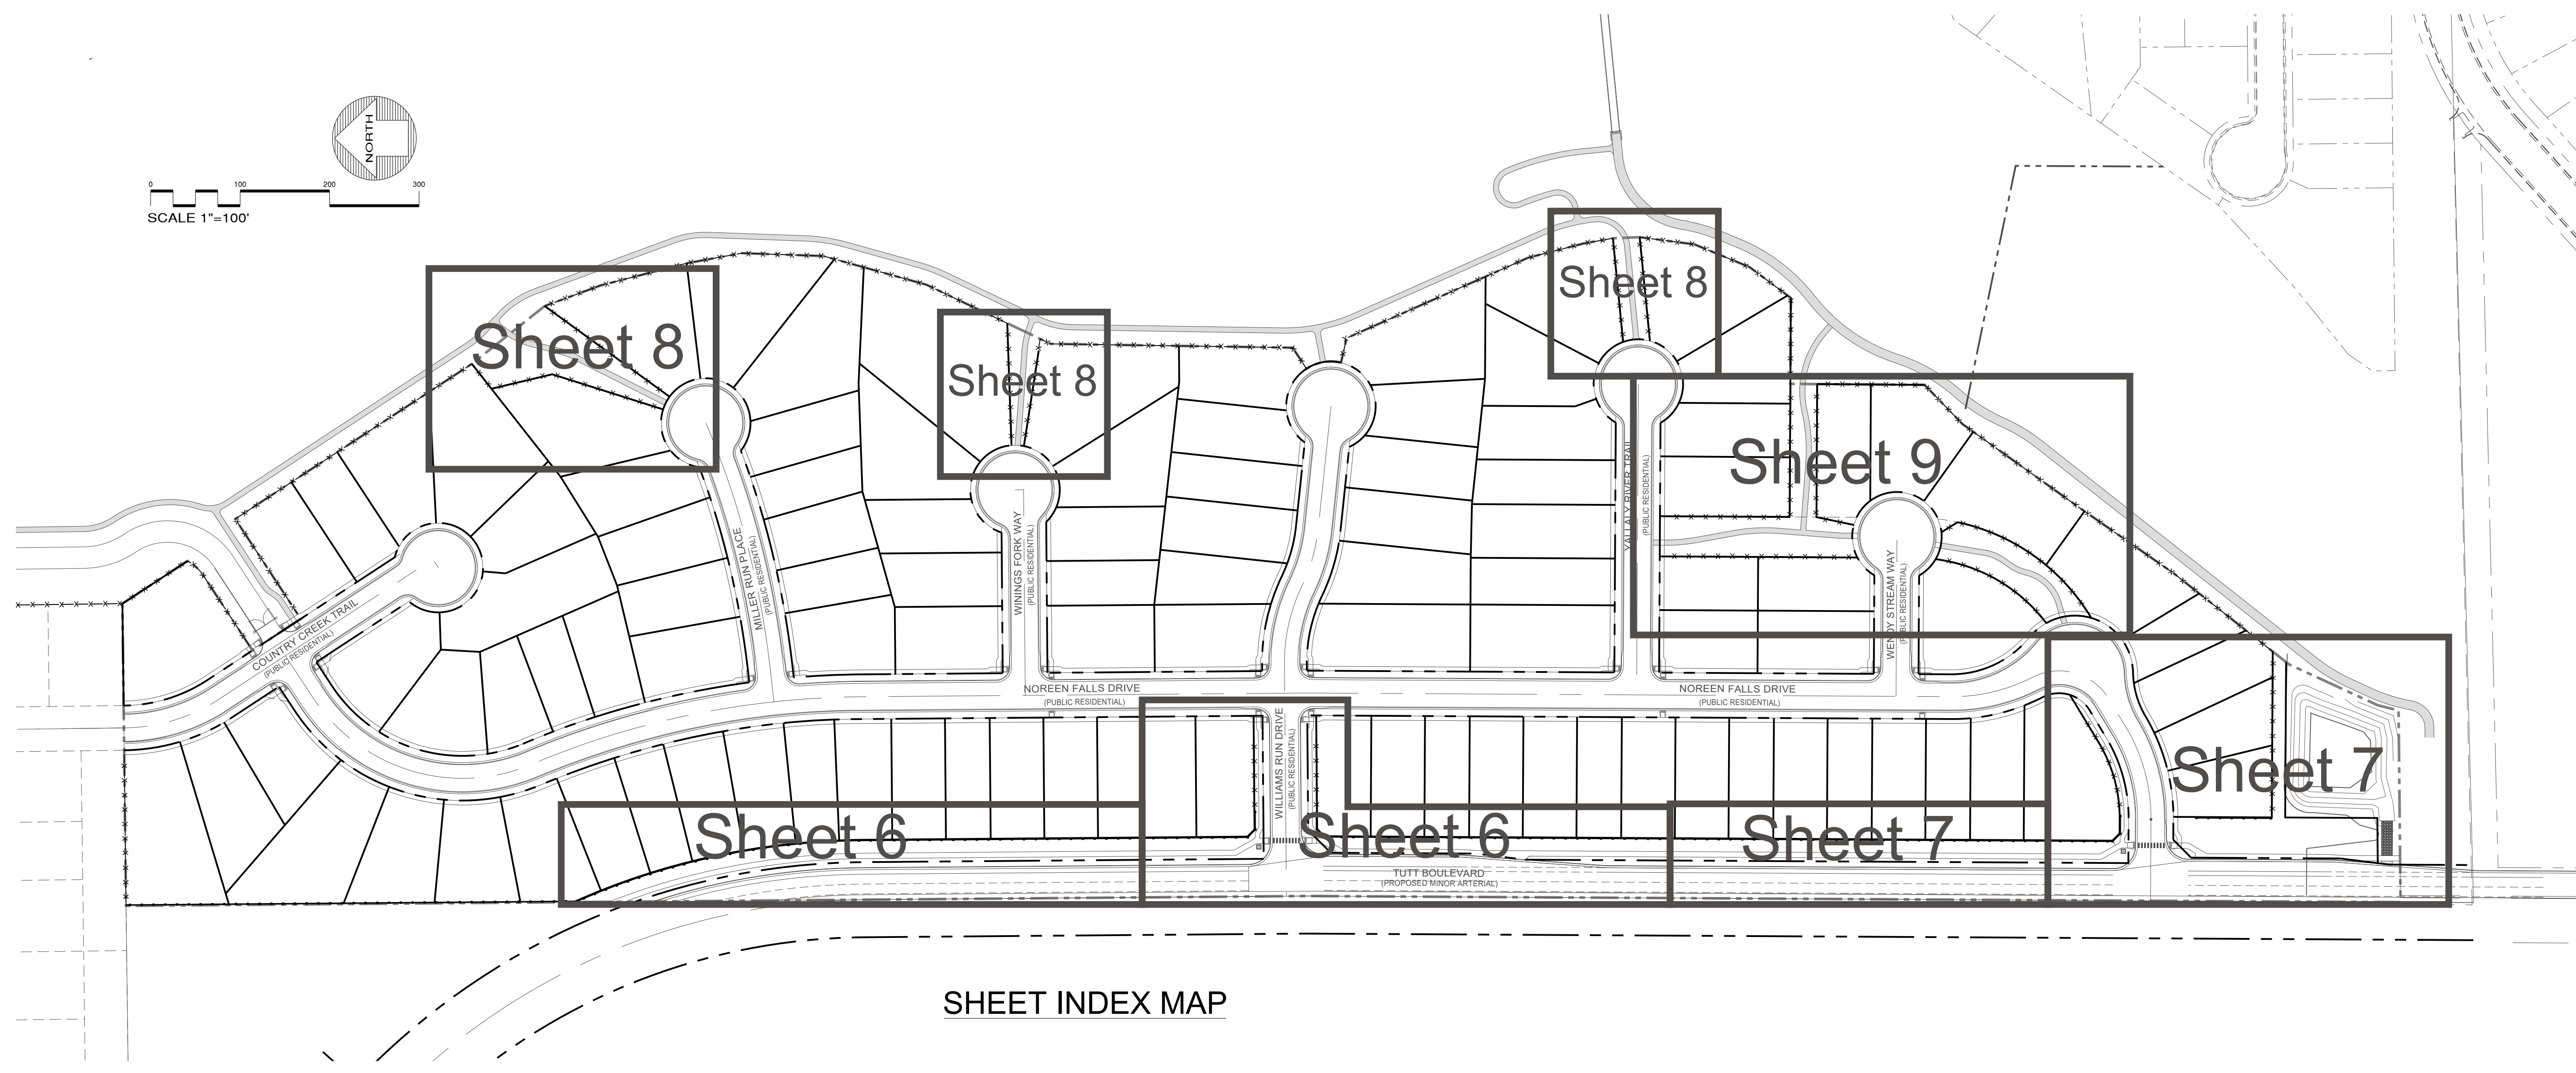 NORTH
0 100 200 300
SCALE 1"=100'
Sheet 8
Sheet 8
Sheet 8
Sheet 9
COUNTRY CREEK TRAIL
(PUBLIC RESIDENTIAL)
MILLER RUN PLACE
(PUBLIC RESIDENTIAL)
WININGS FORK WAY
(PUBLIC RESIDENTIAL)
YALLALY RIVER TRAIL
(PUBLIC RESIDENTIAL)
WENDY STREAM WAY
(PUBLIC RESIDENTIAL)
NOREEN FALLS DRIVE
(PUBLIC RESIDENTIAL)
NOREEN FALLS DRIVE
(PUBLIC RESIDENTIAL)
WILLIAMS RUN DRIVE
(PUBLIC RESIDENTIAL)
Sheet 7
Sheet 6
Sheet 6
Sheet 7
TUTT BOULEVARD
(PROPOSED MINOR ARTERIAL)
SHEET INDEX MAP